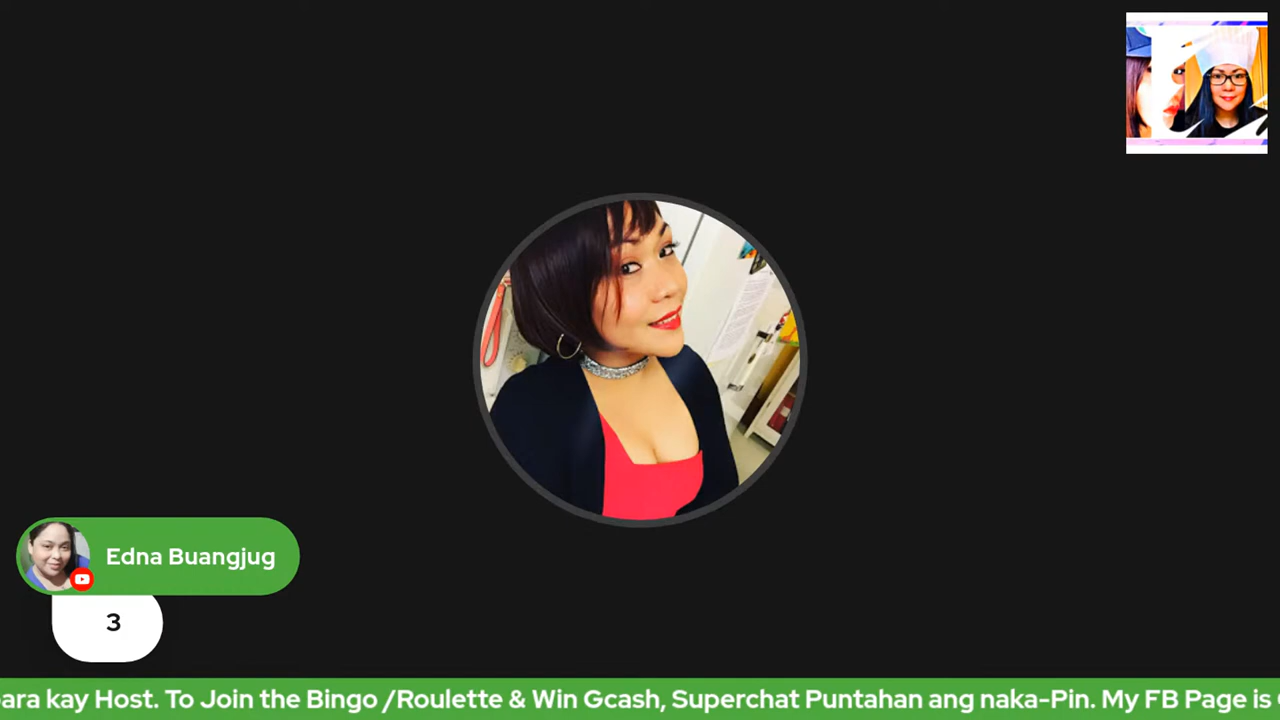 Edna Buangjug
3
para kay Host. To Join the Bingo /Roulette & Win Gcash, Superchat Puntahan ang naka-Pin. My FB Page is